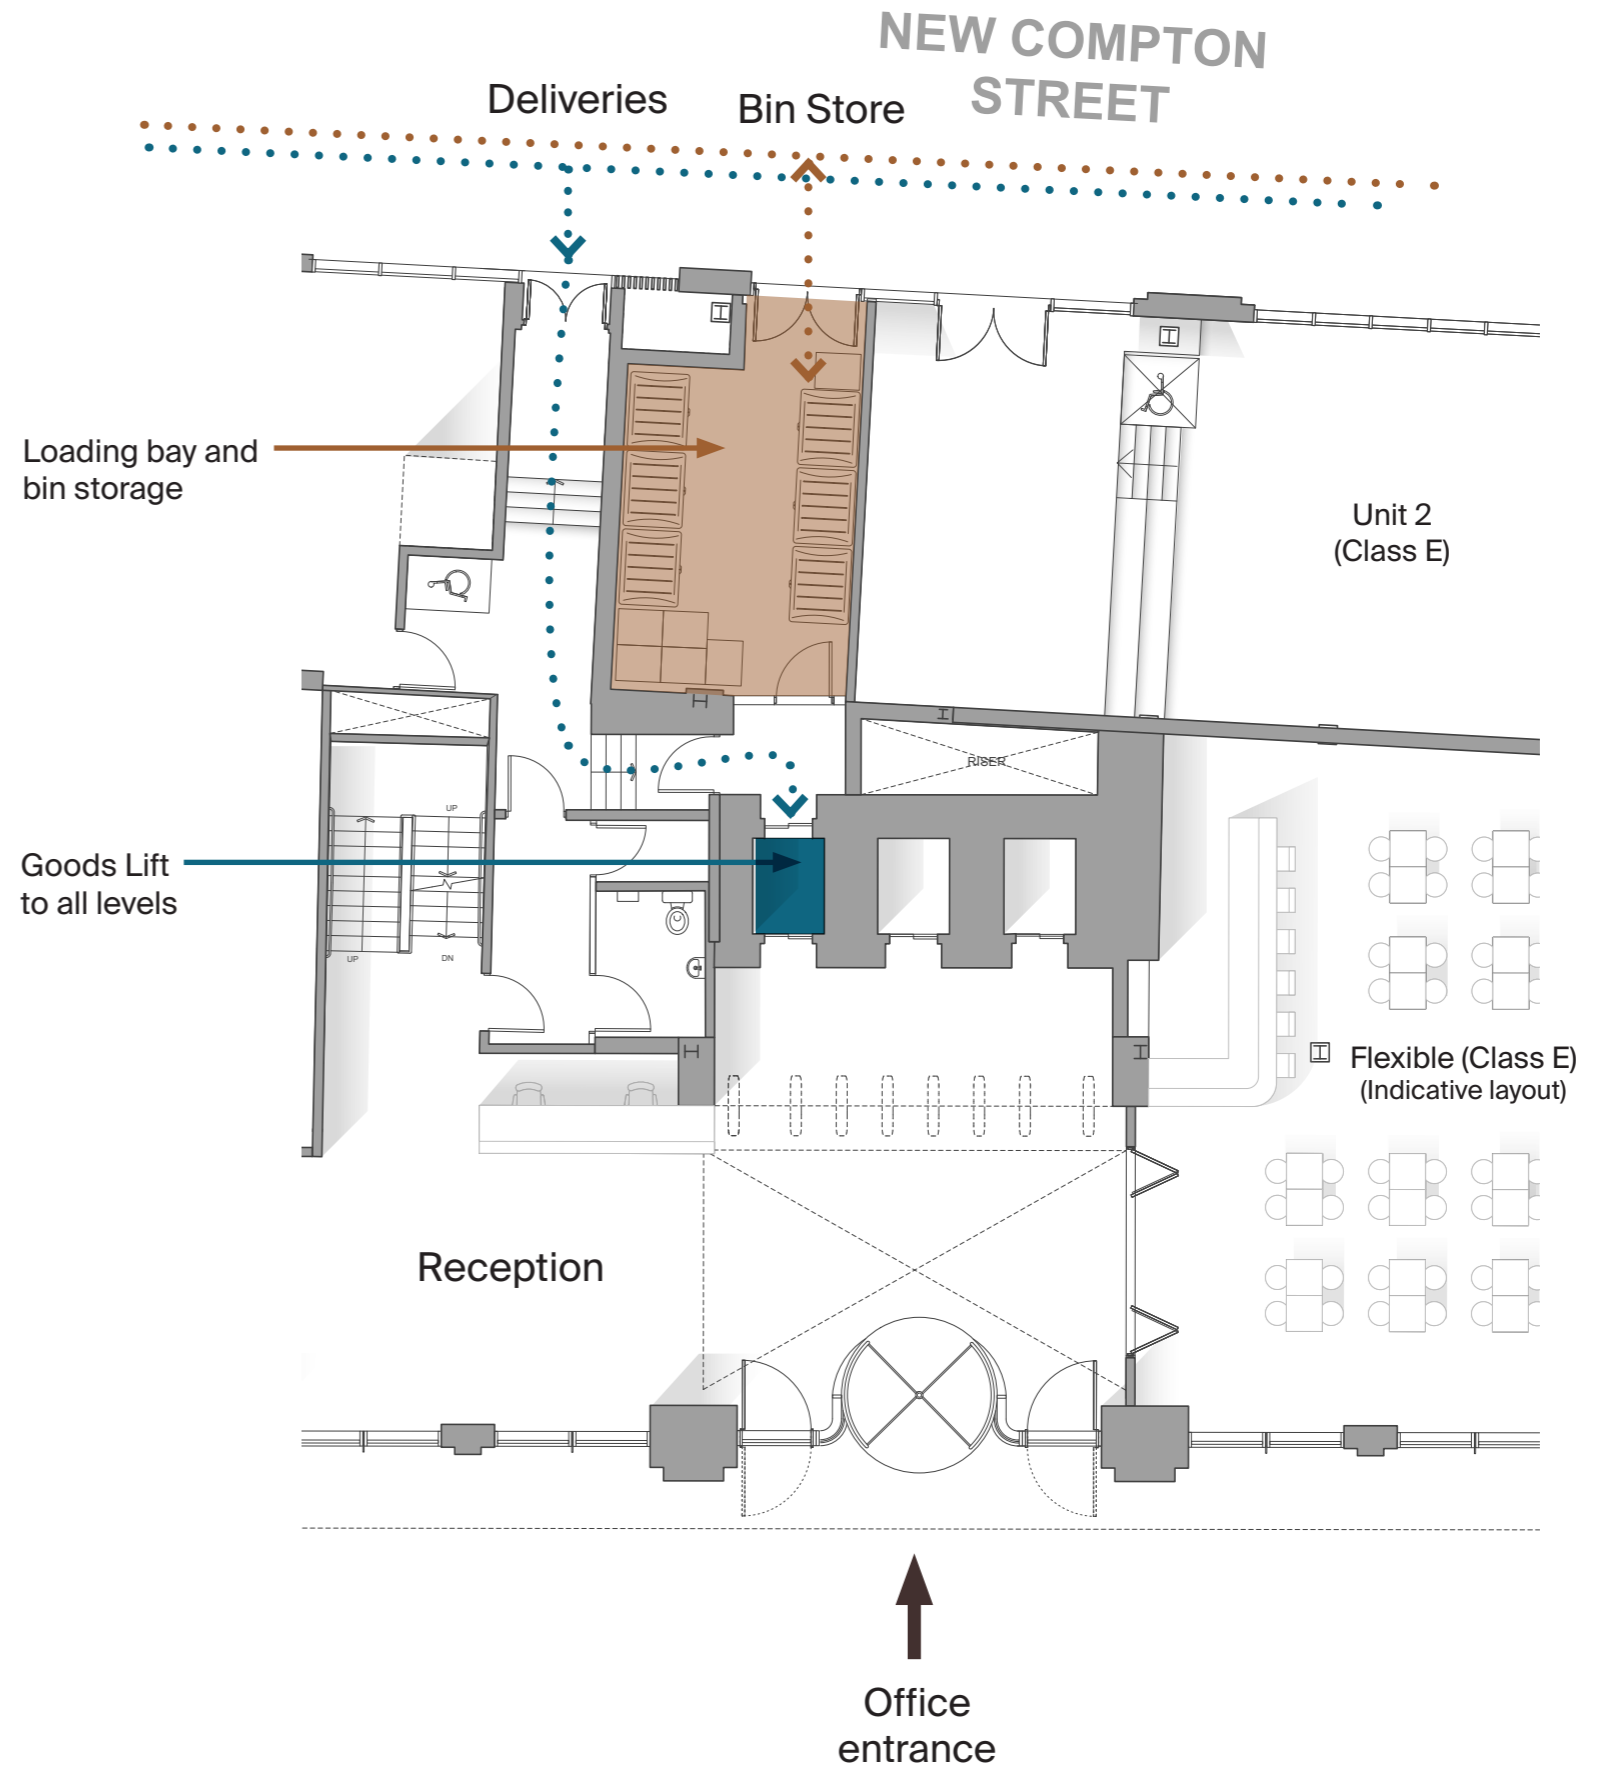 NEW COMPTON
STREET
Deliveries
Bin Store
Loading bay and
bin storage
Unit 2
(Class E)
RISER
UP
Goods Lift
to all levels
UP
DN
Flexible (Class E)
(Indicative layout)
Reception
Office
entrance